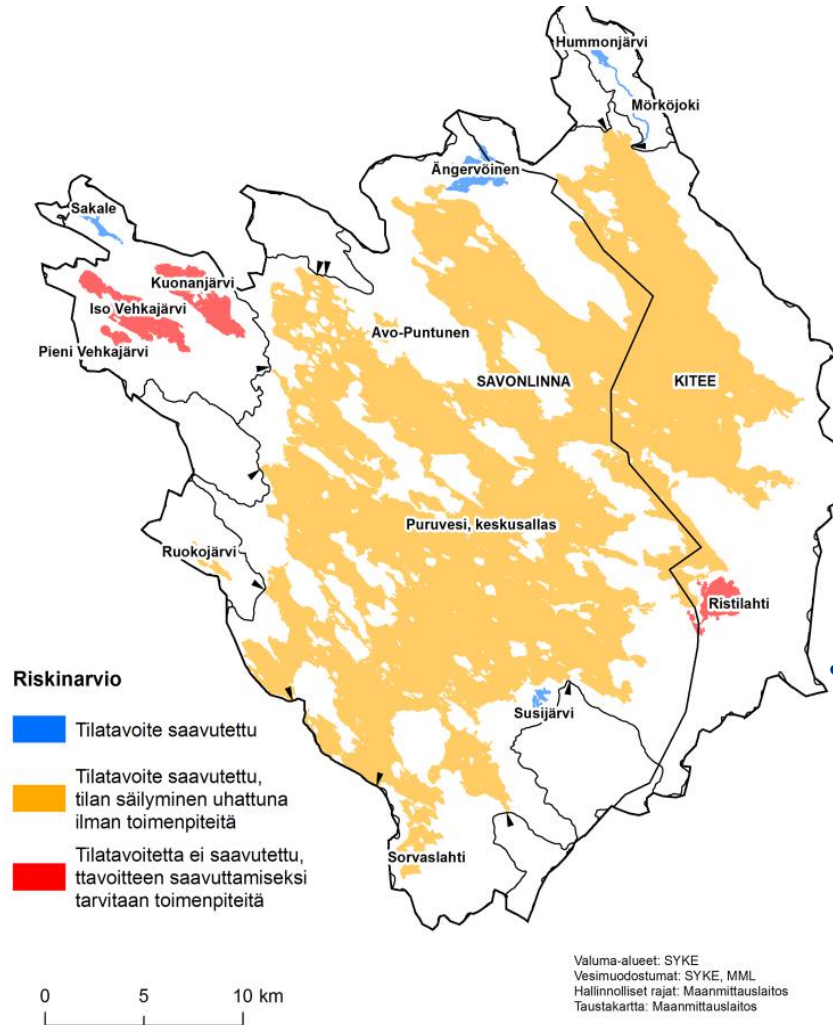 Hummonjärvi
Mörköjoki
Ängervöinen
Sakale
Kuonanjärvi
Iso Vehkajärvi
Pieni Vehkajärvi
Avo-Puntunen
SAVONLINNA
KITEE
Puruvesi, keskusallas
Ruokojärvi
Ristilahti
Susijärvi
Sorvaslahti
Riskinarvio
Tilatavoite saavutettu
Tilatavoite saavutettu,
tilan säilyminen uhattuna
ilman toimenpiteitä
Tilatavoitetta ei saavutettu,
ttavoitteen saavuttamiseksi
tarvitaan toimenpiteitä
0 5 10 km
Valuma-alueet: SYKE
Vesimuodostumat: SYKE, MML
Hallinnolliset rajat: Maanmittauslaitos
Taustakartta: Maanmittauslaitos